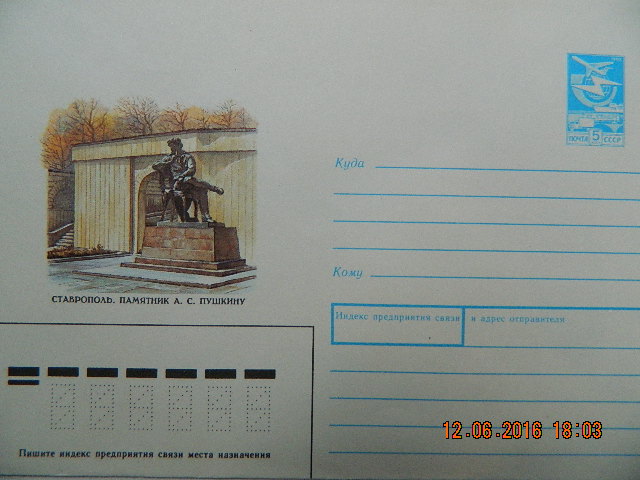 ПОЧТА 5 СССР
Куда
СТАВРОПОЛЬ. ПАМЯТНИК А. С. ПУШКИНУ
Кому
Индекс предприятия связи и адрес отправителя
Пишите индекс предприятия связи места назначения
12.06.2016 18:03